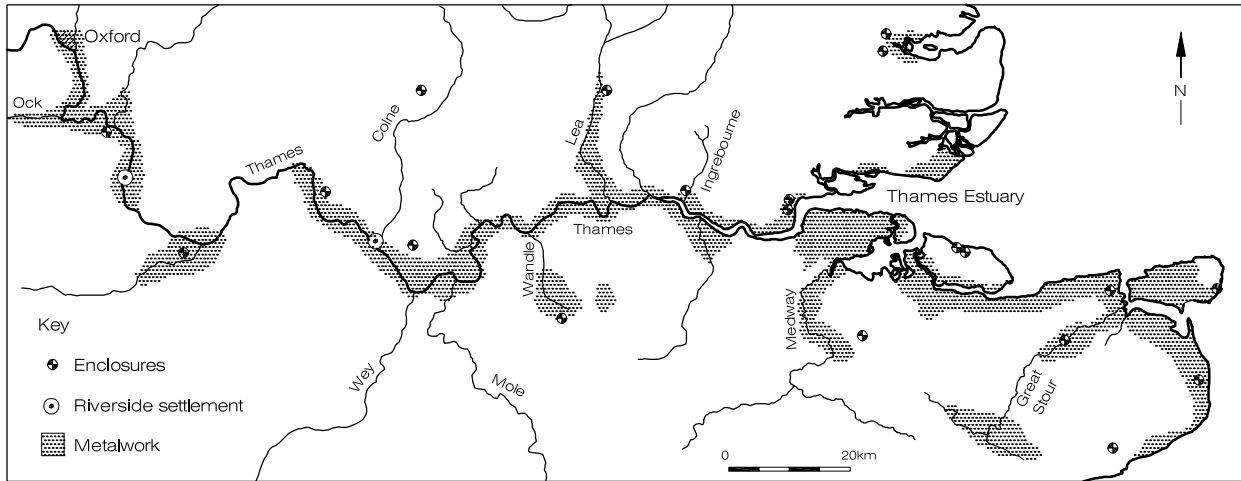 Oxford
Ock
Thames
Colne
Lea
Ingrebourne
N
Thames Estuary
Thames
Wandle
Medway
Wey
Mole
Great
Stour
Key
Enclosures
Riverside settlement
Metalwork
0 20km